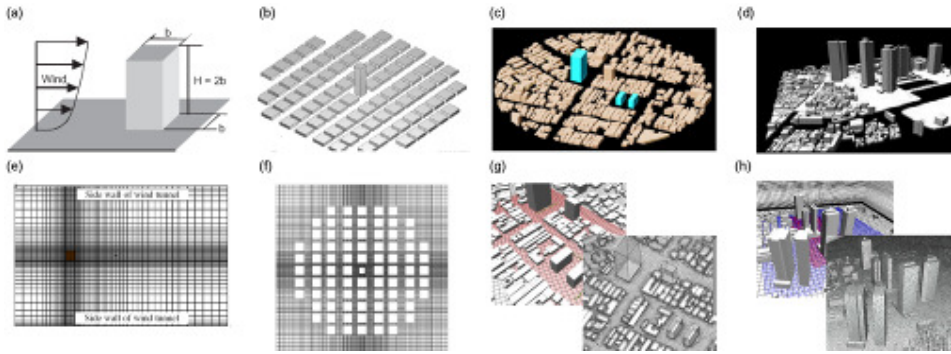 (a)
(b)
(c)
(d)
b
Wind
H = 2b
b
(e)
(f)
(g)
(h)
Side wall of wind tunnel
Side wall of wind tunnel